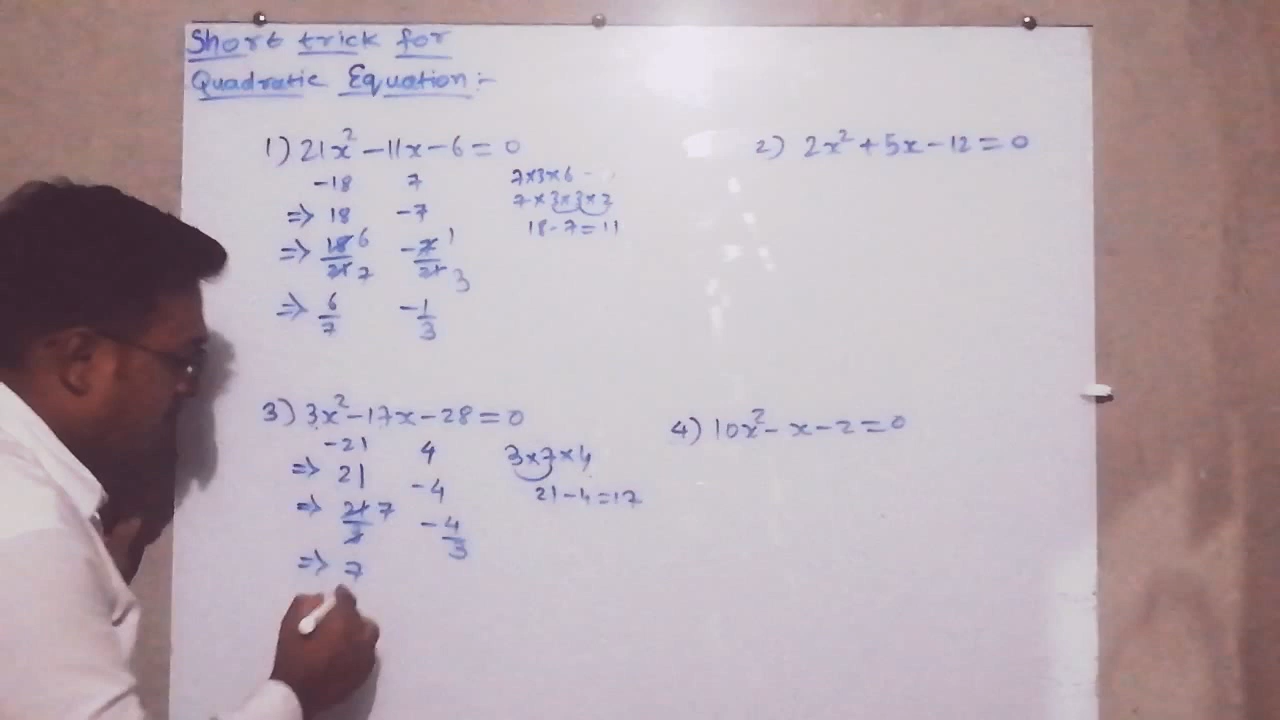 Short trick for
Quadratic Equation:-
1) 21x² - 11x - 6 = 0
-18 7
⇒ 18 -7
⇒ 18/21 6 7 -7/21 1 3
⇒ 6/7 -1/3
7×3×6
7×3×3×2
18-7=11
2) 2x² + 5x - 12 = 0
3) 3x² - 17x - 28 = 0
-21 4
⇒ 21 -4
⇒ 21/3 7 -4/3
⇒ 7
3×7×4
21-4=17
4) 10x² - x - 2 = 0